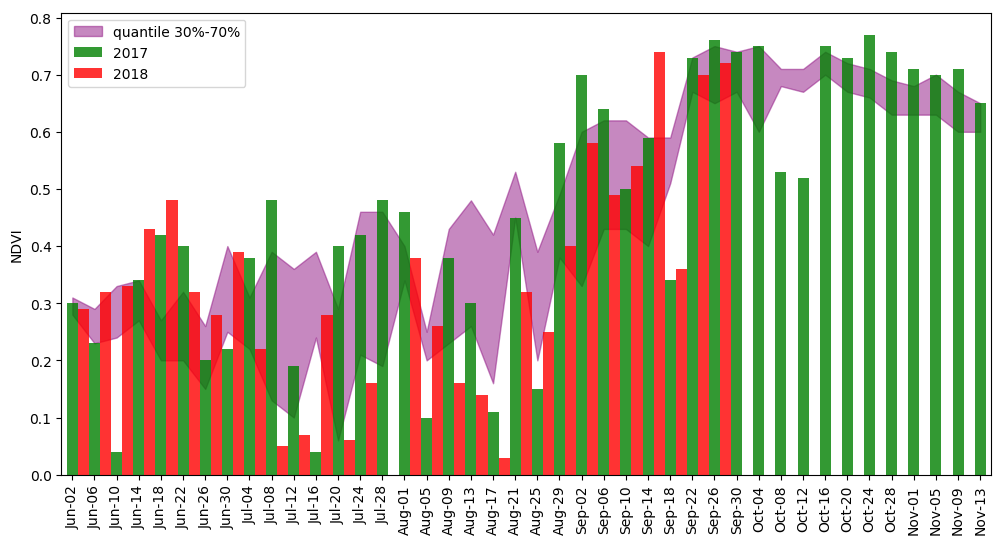 0.8
quantile 30%-70%
2017
2018
0.7
0.6
0.5
0.4
0.3
0.2
0.1
0.0
NDVI
Jun-02
Jun-06
Jun-10
Jun-14
Jun-18
Jun-22
Jun-26
Jun-30
Jul-04
Jul-08
Jul-12
Jul-16
Jul-20
Jul-24
Jul-28
Aug-01
Aug-05
Aug-09
Aug-13
Aug-17
Aug-21
Aug-25
Aug-29
Sep-02
Sep-06
Sep-10
Sep-14
Sep-18
Sep-22
Sep-26
Sep-30
Oct-04
Oct-08
Oct-12
Oct-16
Oct-20
Oct-24
Oct-28
Nov-01
Nov-05
Nov-09
Nov-13